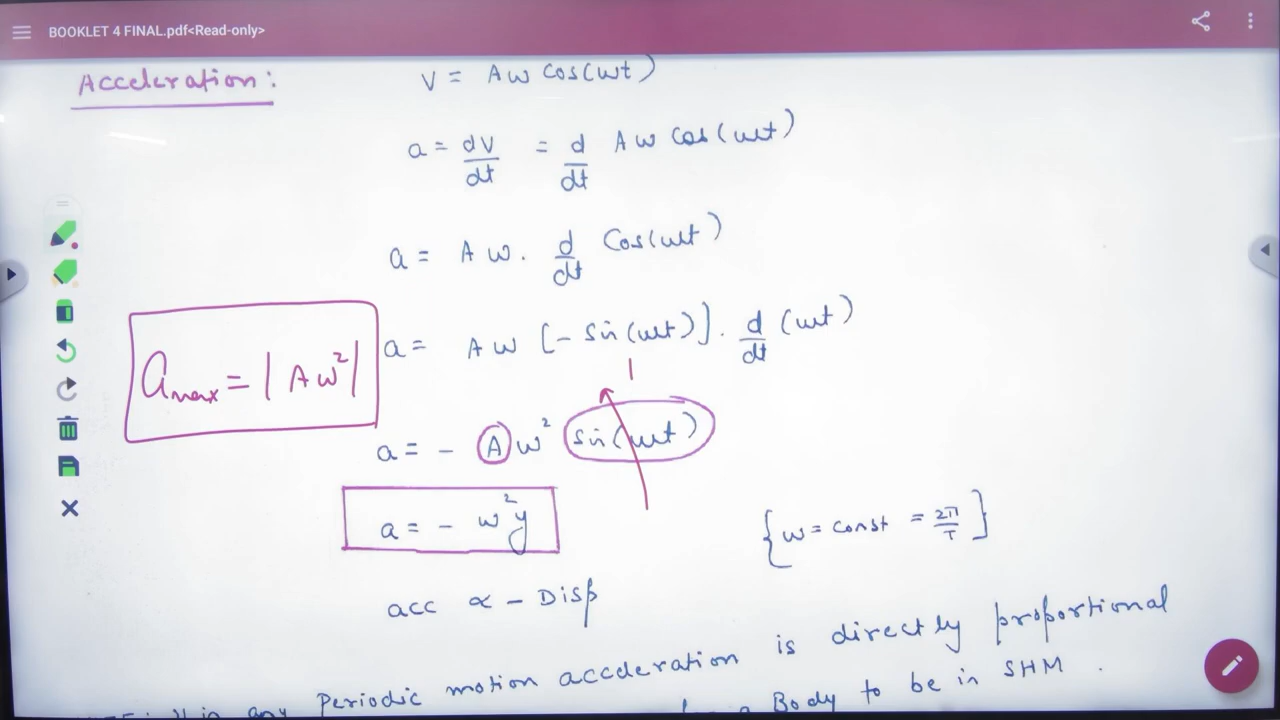 BOOKLET 4 FINAL.pdf<Read-only>
Acceleration :
V = Aω Cos(ωt)
a = dV/dt = d/dt Aω Cos(ωt)
a = Aω. d/dt Cos(ωt)
a = Aω [- Sin(ωt)]. d/dt (ωt)
amax = | Aω² |
1
a = - Aω² Sin(ωt)
a = - ω²y
{ω = const = 2π/T}
acc ∝ - Disp
any Periodic motion acceleration is directly proportional
Body to be in SHM .